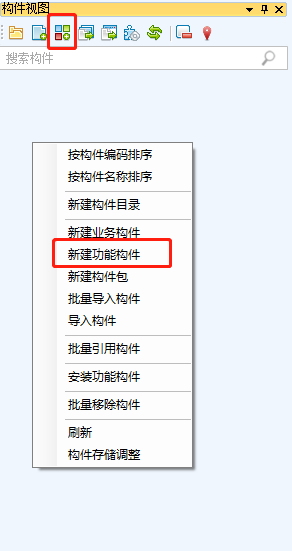 构件视图
搜索构件
按构件编码排序
按构件名称排序
新建构件目录
新建业务构件
新建功能构件
新建构件包
批量导入构件
导入构件
批量引用构件
安装功能构件
批量移除构件
刷新
构件存储调整